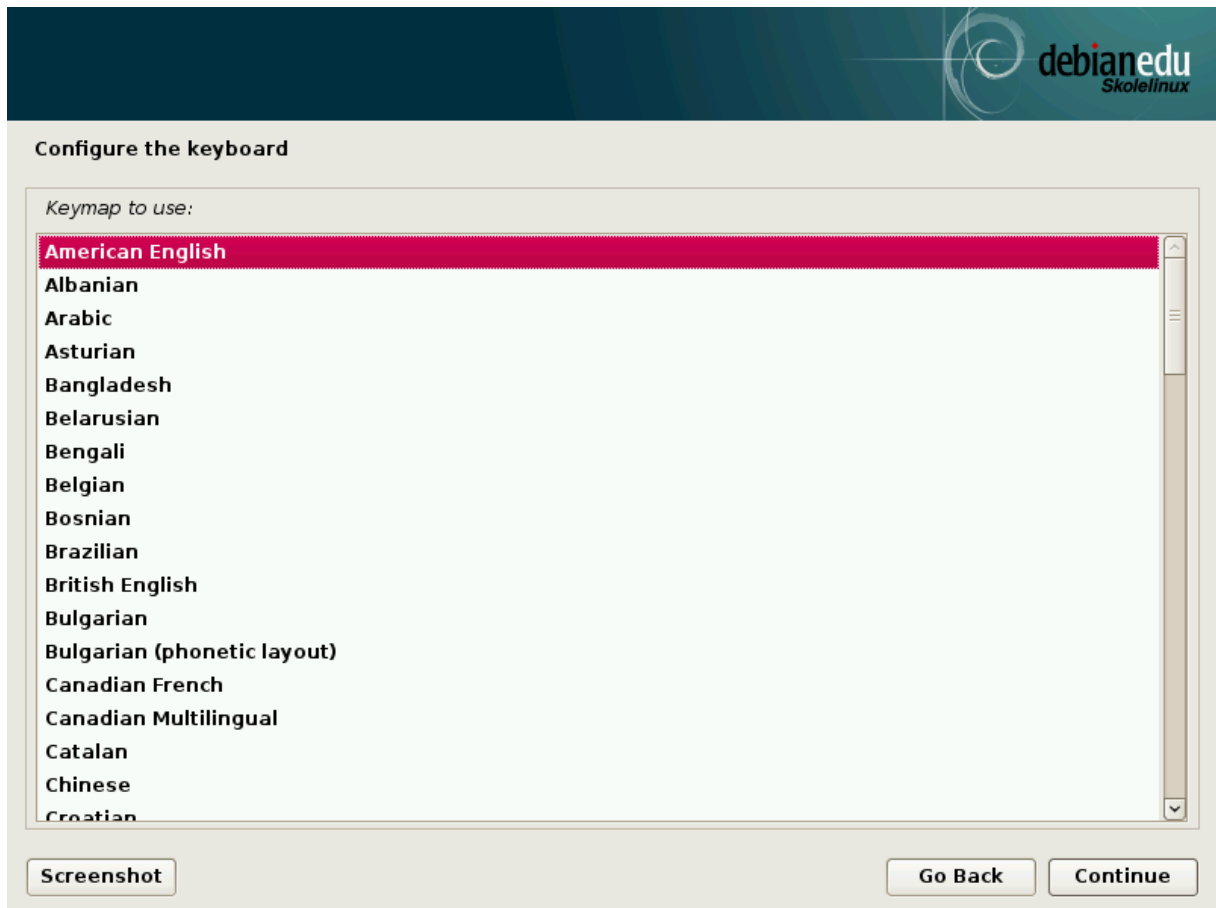 debianedu
Skolelinux
Configure the keyboard
Keymap to use:
American English
Albanian
Arabic
Asturian
Bangladesh
Belarusian
Bengali
Belgian
Bosnian
Brazilian
British English
Bulgarian
Bulgarian (phonetic layout)
Canadian French
Canadian Multilingual
Catalan
Chinese
Croatian
Screenshot Go Back Continue